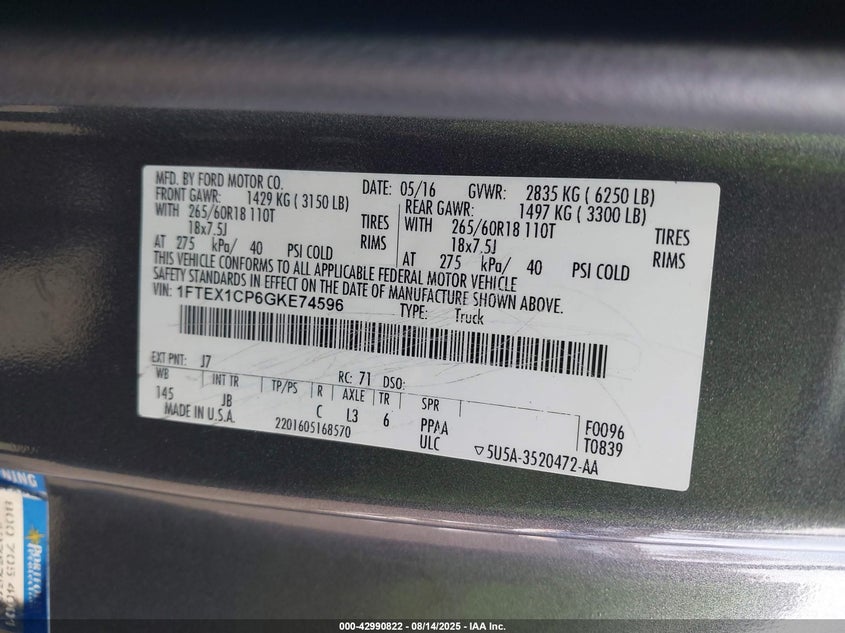 MFD. BY FORD MOTOR CO.
DATE: 05/16 GVWR: 2835 KG ( 6250 LB)
FRONT GAWR: 1429 KG ( 3150 LB)
WITH 265/60R18 110T TIRES
18x7.5J RIMS
AT 275 kPa/ 40 PSI COLD
REAR GAWR: 1497 KG ( 3300 LB)
WITH 265/60R18 110T TIRES
18x7.5J RIMS
AT 275 kPa/ 40 PSI COLD
THIS VEHICLE CONFORMS TO ALL APPLICABLE FEDERAL MOTOR VEHICLE
SAFETY STANDARDS IN EFFECT ON THE DATE OF MANUFACTURE SHOWN ABOVE.
VIN: 1FTEX1CP6GKE74596 TYPE: Truck
EXT PNT: J7 RC: 71 DSO:
WB INT TR TP/PS R AXLE TR SPR
145 JB C L3 6 PPAA F0096
ULC T0839
MADE IN U.S.A. 2201605168570 ▽5U5A-3520472-AA
NING
000-42990822 - 08/14/2025 - IAA Inc.